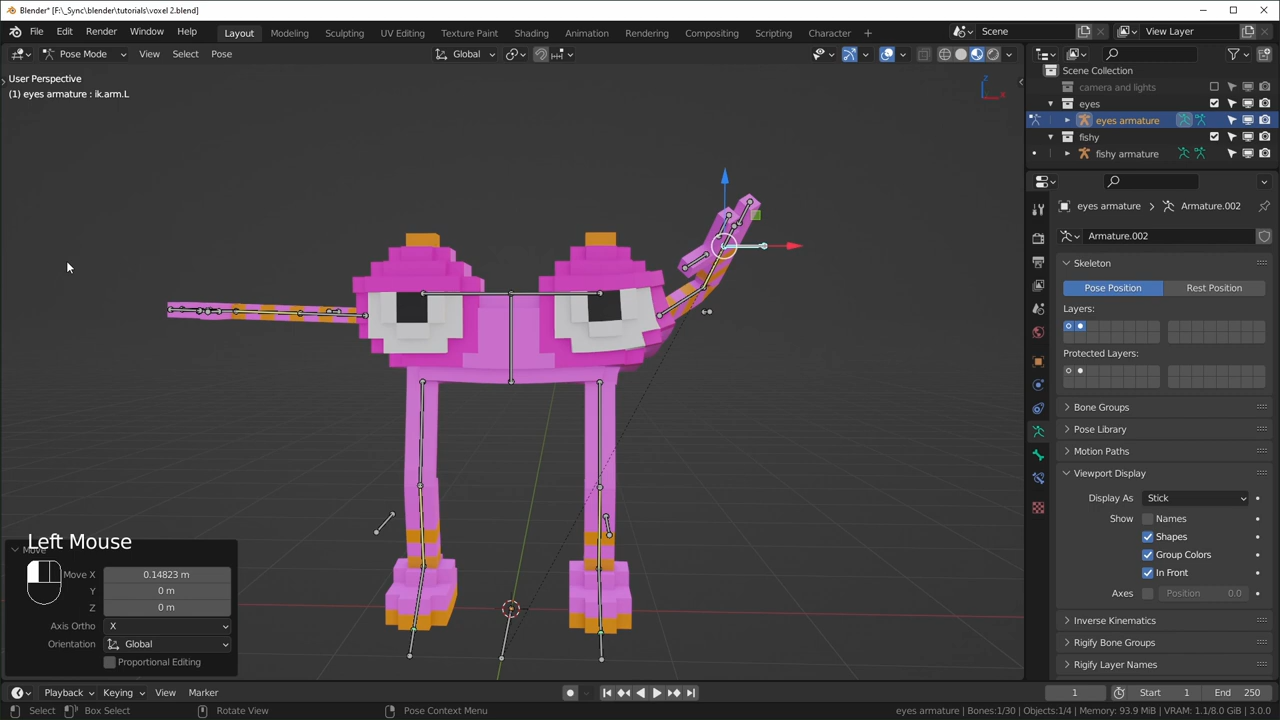 Blender* [F:\_Sync\blender\tutorials\voxel 2.blend]
File Edit Render Window Help Layout Modeling Sculpting UV Editing Texture Paint Shading Animation Rendering Compositing Scripting Character + Scene View Layer
Pose Mode View Select Pose Global
User Perspective
(1) eyes armature : ik.arm.L
Z
X
Scene Collection
camera and lights
eyes
eyes armature
fishy
fishy armature
eyes armature > Armature.002
Armature.002
Skeleton
Pose Position Rest Position
Layers:
Protected Layers:
Bone Groups
Pose Library
Motion Paths
Viewport Display
Display As Stick
Show Names
Shapes
Group Colors
In Front
Axes Position 0.0
Inverse Kinematics
Rigify Bone Groups
Rigify Layer Names
Left Mouse
Move
Move X 0.14823 m
Y 0 m
Z 0 m
Axis Ortho X
Orientation Global
Proportional Editing
Playback Keying View Marker 1 Start 1 End 250
Select Box Select Rotate View Pose Context Menu eyes armature | Bones:1/30 | Objects:1/4 | Memory: 93.9 MiB | VRAM: 1.1/8.0 GiB | 3.0.0